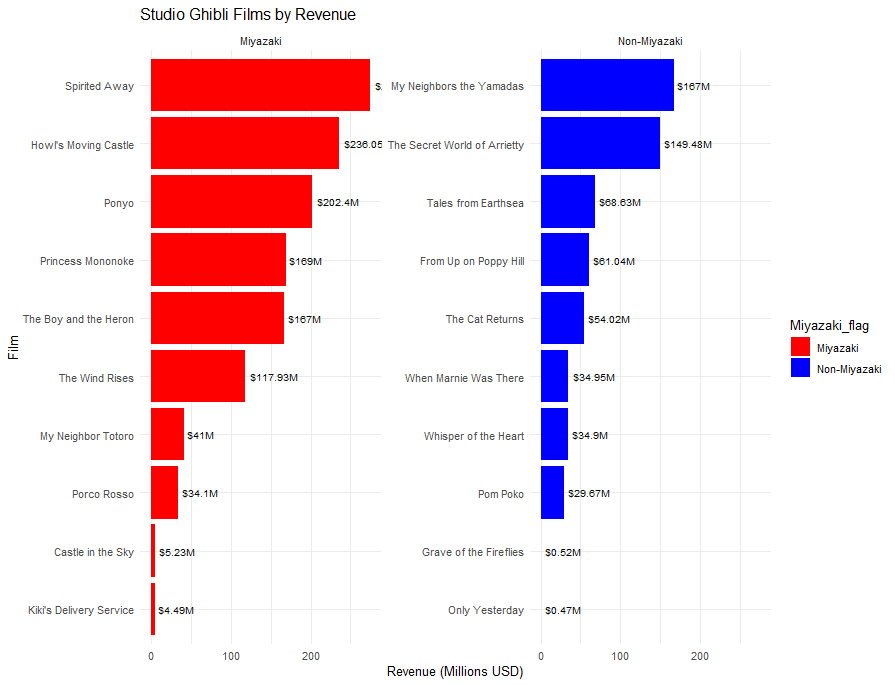 Studio Ghibli Films by Revenue
Miyazaki
Non-Miyazaki
Film
Spirited Away
Howl's Moving Castle
$236.05
Ponyo
$202.4M
Princess Mononoke
$169M
The Boy and the Heron
$167M
The Wind Rises
$117.93M
My Neighbor Totoro
$41M
Porco Rosso
$34.1M
Castle in the Sky
$5.23M
Kiki's Delivery Service
$4.49M
0 100 200
My Neighbors the Yamadas
$167M
The Secret World of Arrietty
$149.48M
Tales from Earthsea
$68.63M
From Up on Poppy Hill
$61.04M
The Cat Returns
$54.02M
When Marnie Was There
$34.95M
Whisper of the Heart
$34.9M
Pom Poko
$29.67M
Grave of the Fireflies
$0.52M
Only Yesterday
$0.47M
0 100 200
Revenue (Millions USD)
Miyazaki_flag
Miyazaki
Non-Miyazaki